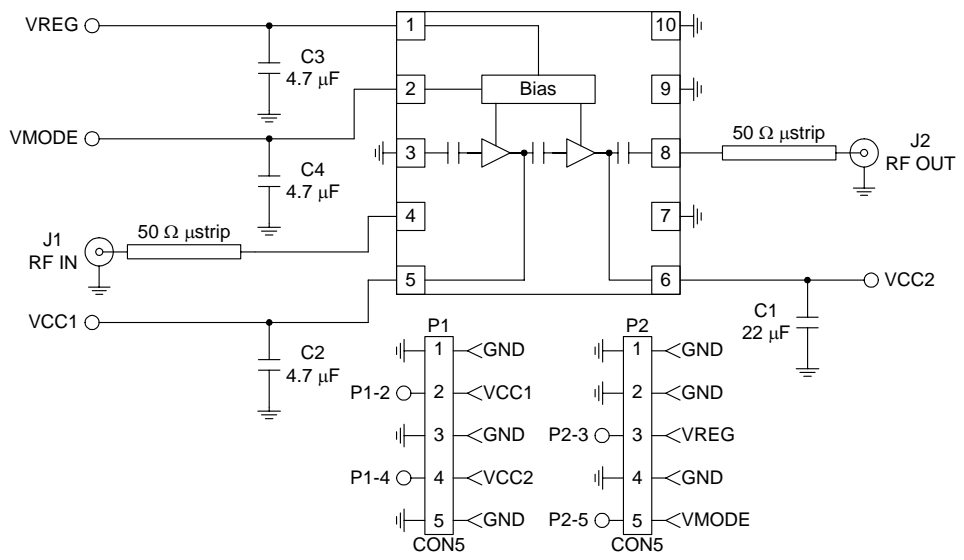 VREG
C3
4.7 μF
VMODE
C4
4.7 μF
J1
RF IN
50 Ω μstrip
VCC1
C2
4.7 μF
1
2
3
4
5
Bias
10
9
8
7
6
50 Ω μstrip
J2
RF OUT
VCC2
C1
22 μF
P1
1 GND
P1-2 2 VCC1
3 GND
P1-4 4 VCC2
5 GND
CON5
P2
1 GND
2 GND
P2-3 3 VREG
4 GND
P2-5 5 VMODE
CON5